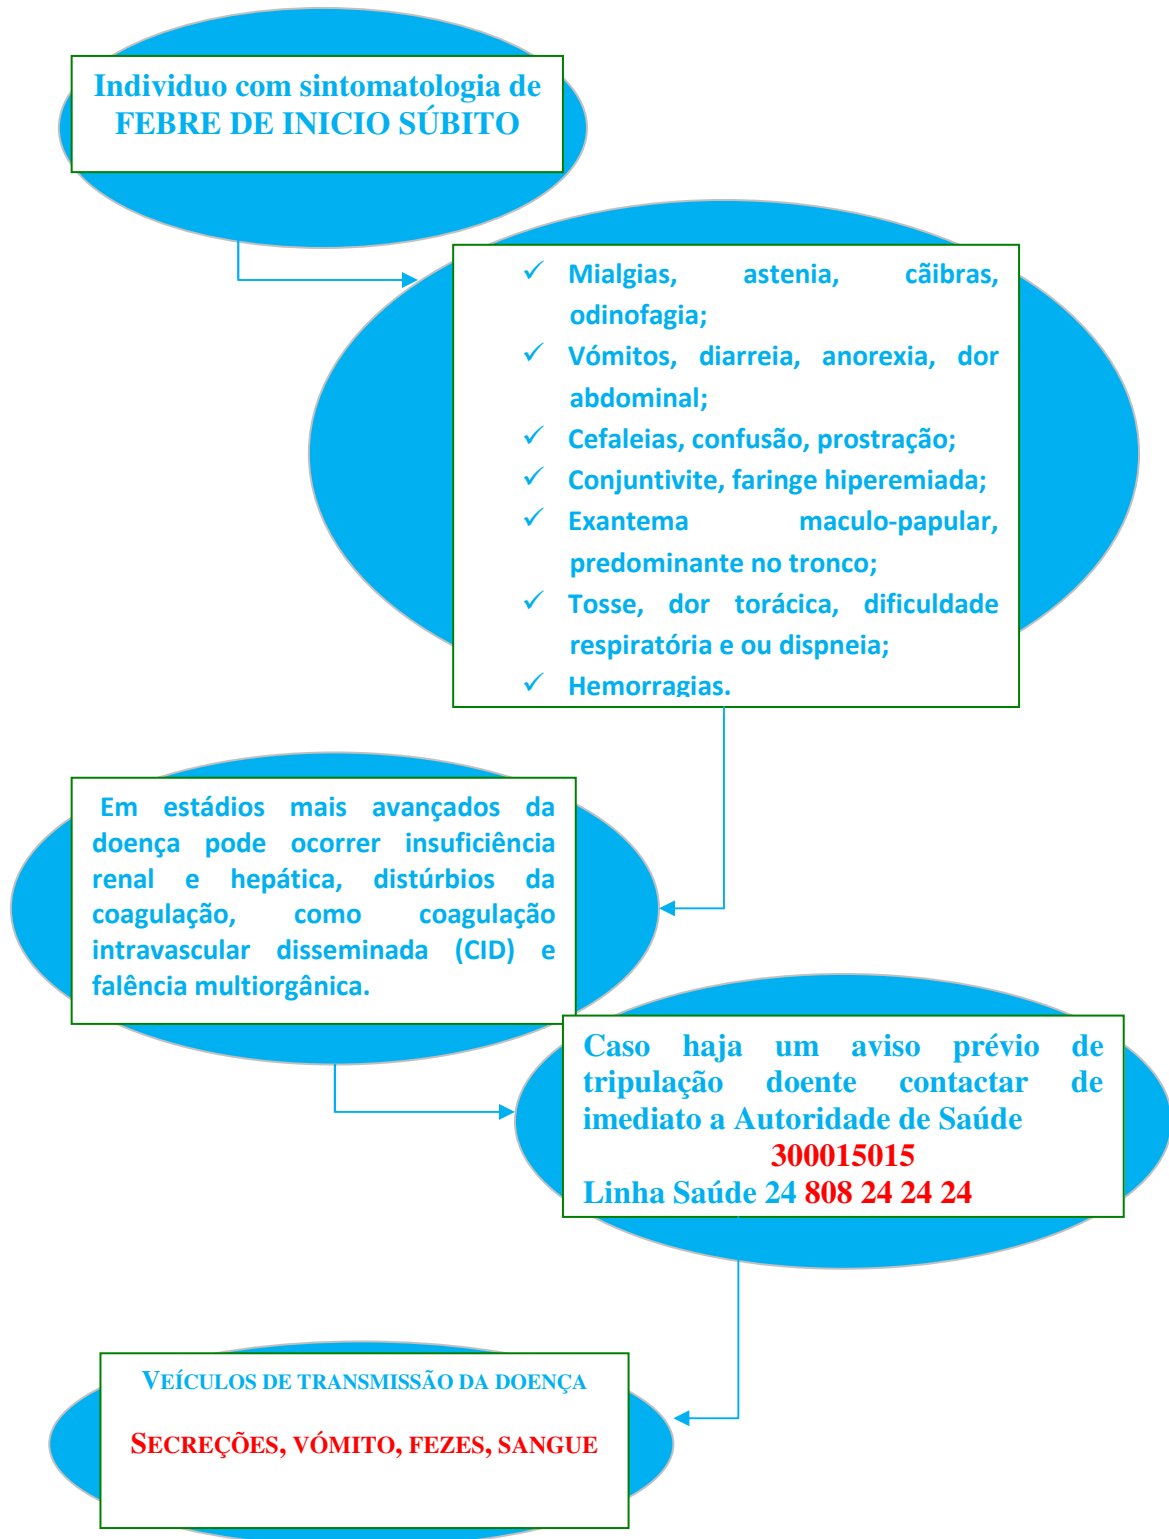 Individuo com sintomatologia de
FEBRE DE INICIO SÚBITO
✓ Mialgias, astenia, cãibras,
odinofagia;
✓ Vómitos, diarreia, anorexia, dor
abdominal;
✓ Cefaleias, confusão, prostração;
✓ Conjuntivite, faringe hiperemiada;
✓ Exantema maculo-papular,
predominante no tronco;
✓ Tosse, dor torácica, dificuldade
respiratória e ou dispneia;
✓ Hemorragias.
Em estádios mais avançados da
doença pode ocorrer insuficiência
renal e hepática, distúrbios da
coagulação, como coagulação
intravascular disseminada (CID) e
falência multiorgânica.
Caso haja um aviso prévio de
tripulação doente contactar de
imediato a Autoridade de Saúde
300015015
Linha Saúde 24 808 24 24 24
VEÍCULOS DE TRANSMISSÃO DA DOENÇA
SECREÇÕES, VÓMITO, FEZES, SANGUE